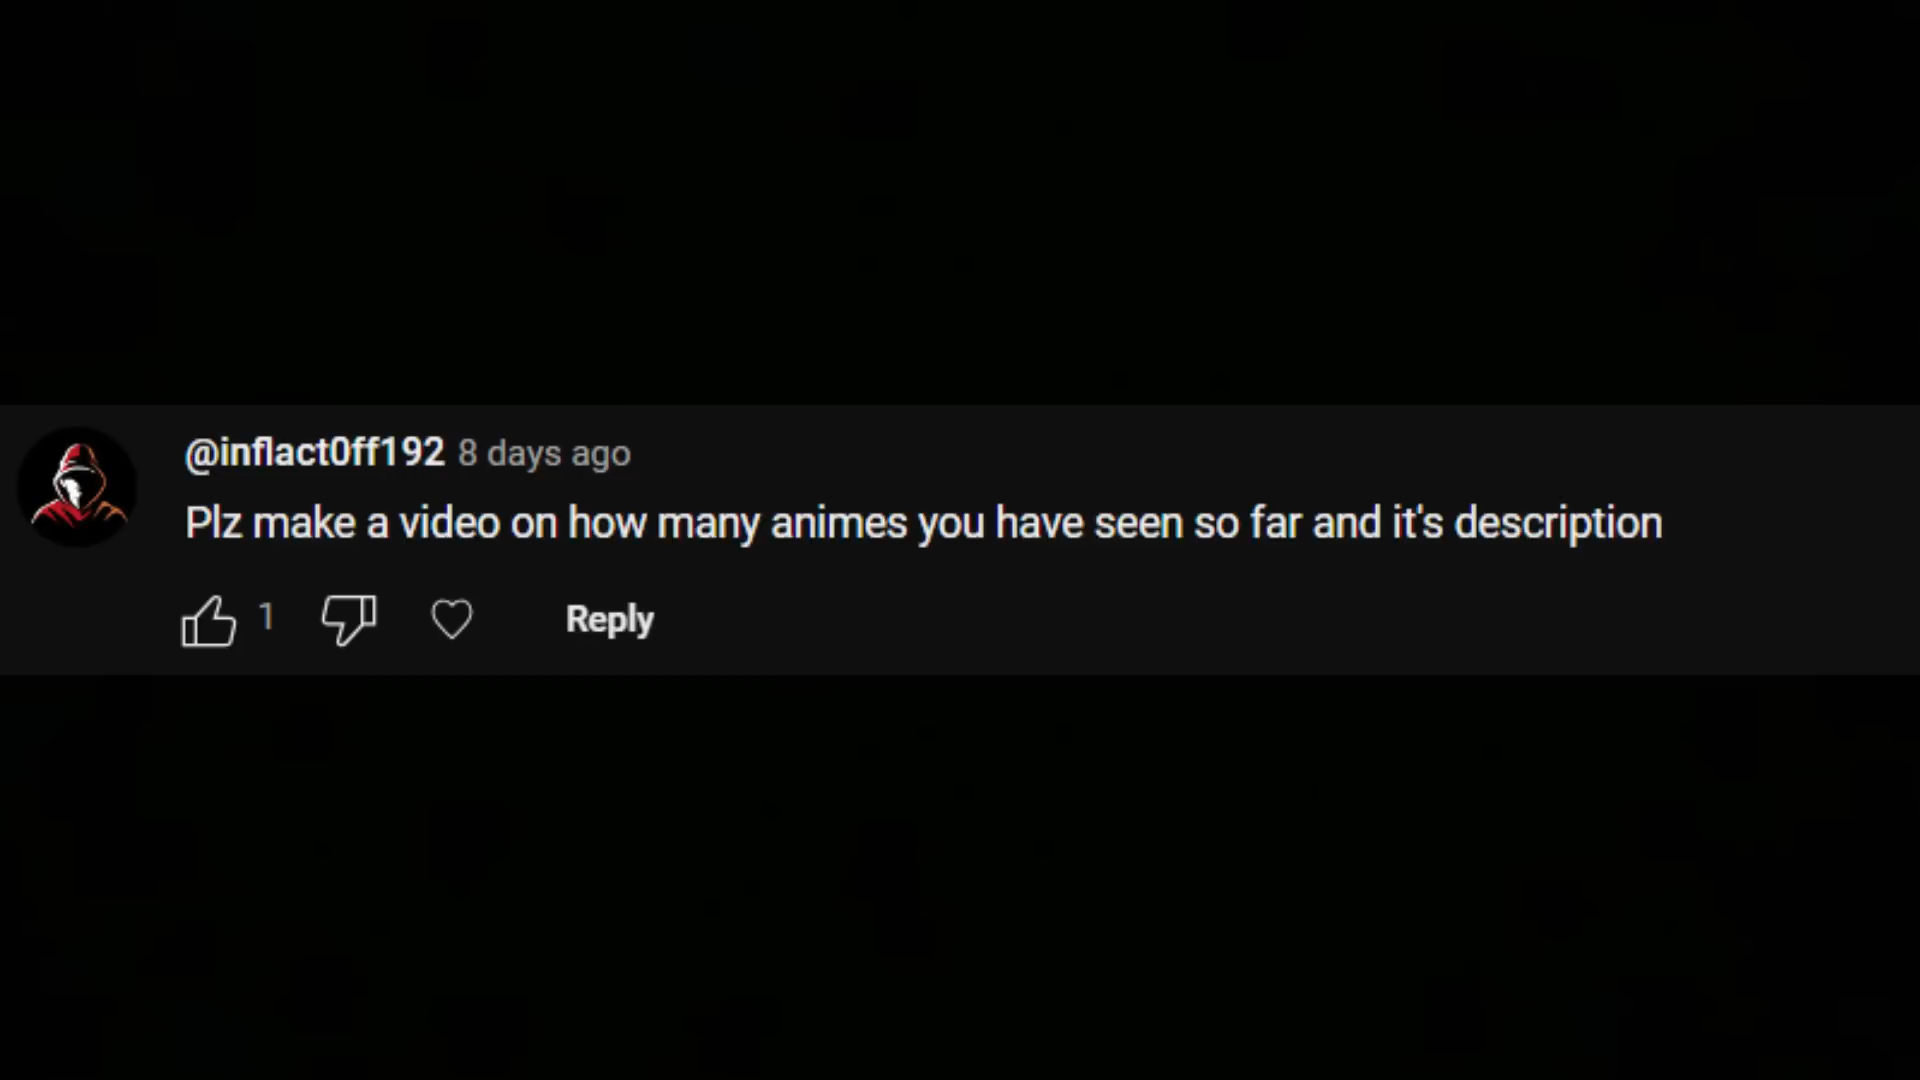 @inflact0ff192 8 days ago
Plz make a video on how many animes you have seen so far and it's description
1 Reply